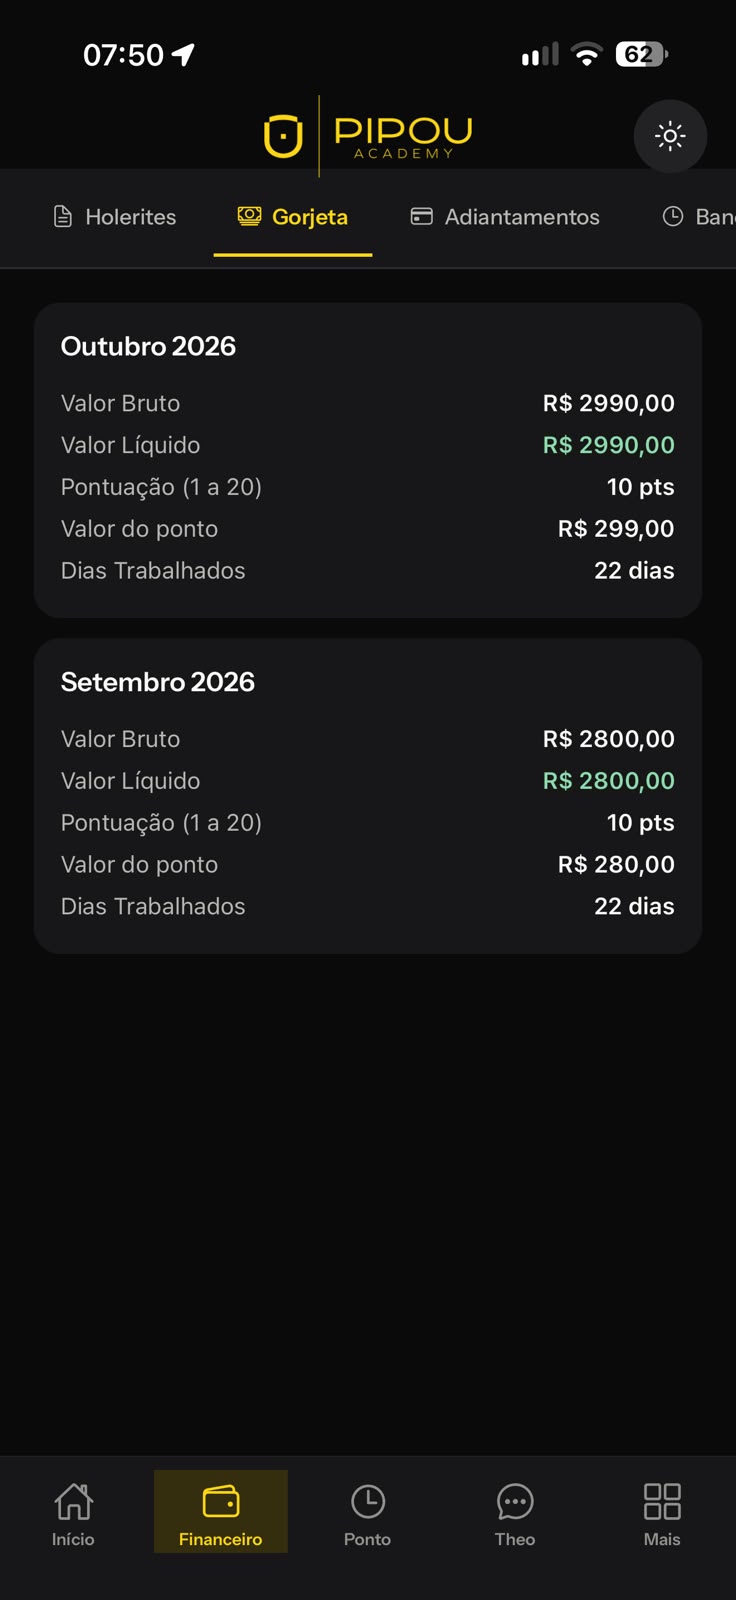 07:50
62
PIPOU
ACADEMY
Holerites Gorjeta Adiantamentos Ban
Outubro 2026
Valor Bruto R$ 2990,00
Valor Líquido R$ 2990,00
Pontuação (1 a 20) 10 pts
Valor do ponto R$ 299,00
Dias Trabalhados 22 dias
Setembro 2026
Valor Bruto R$ 2800,00
Valor Líquido R$ 2800,00
Pontuação (1 a 20) 10 pts
Valor do ponto R$ 280,00
Dias Trabalhados 22 dias
Início Financeiro Ponto Theo Mais